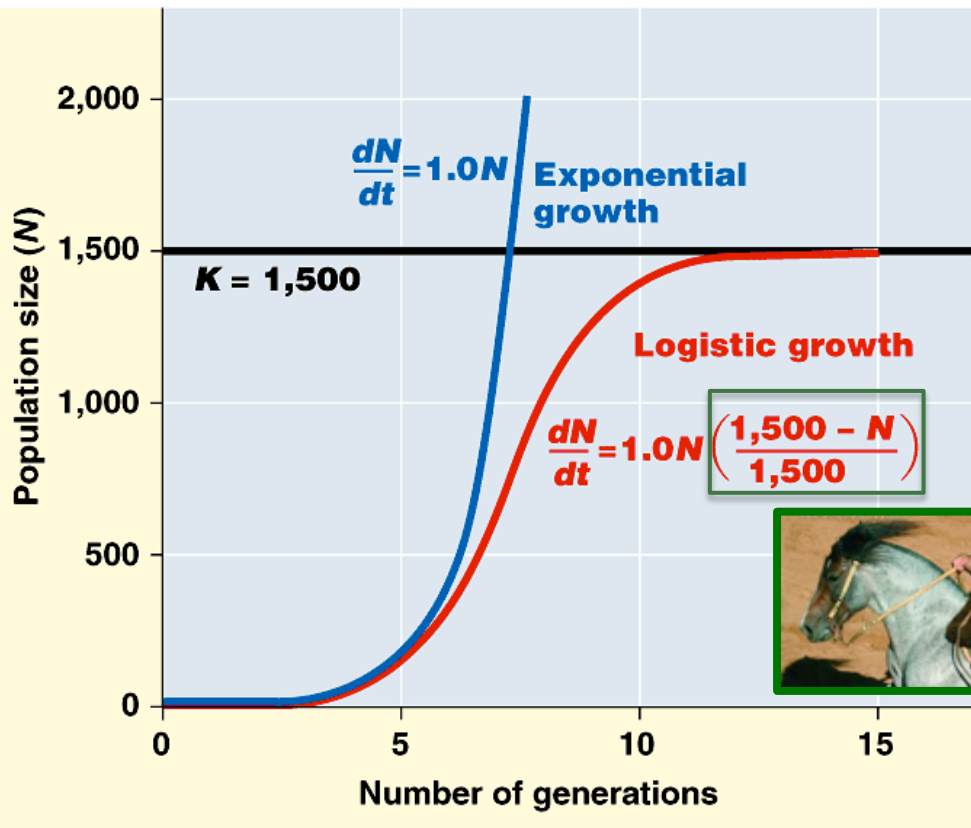 2,000
dN/dt = 1.0N
Exponential
growth
1,500
K = 1,500
Logistic growth
1,000
dN/dt = 1.0N (1,500 – N / 1,500)
500
0
0 5 10 15
Population size (N)
Number of generations